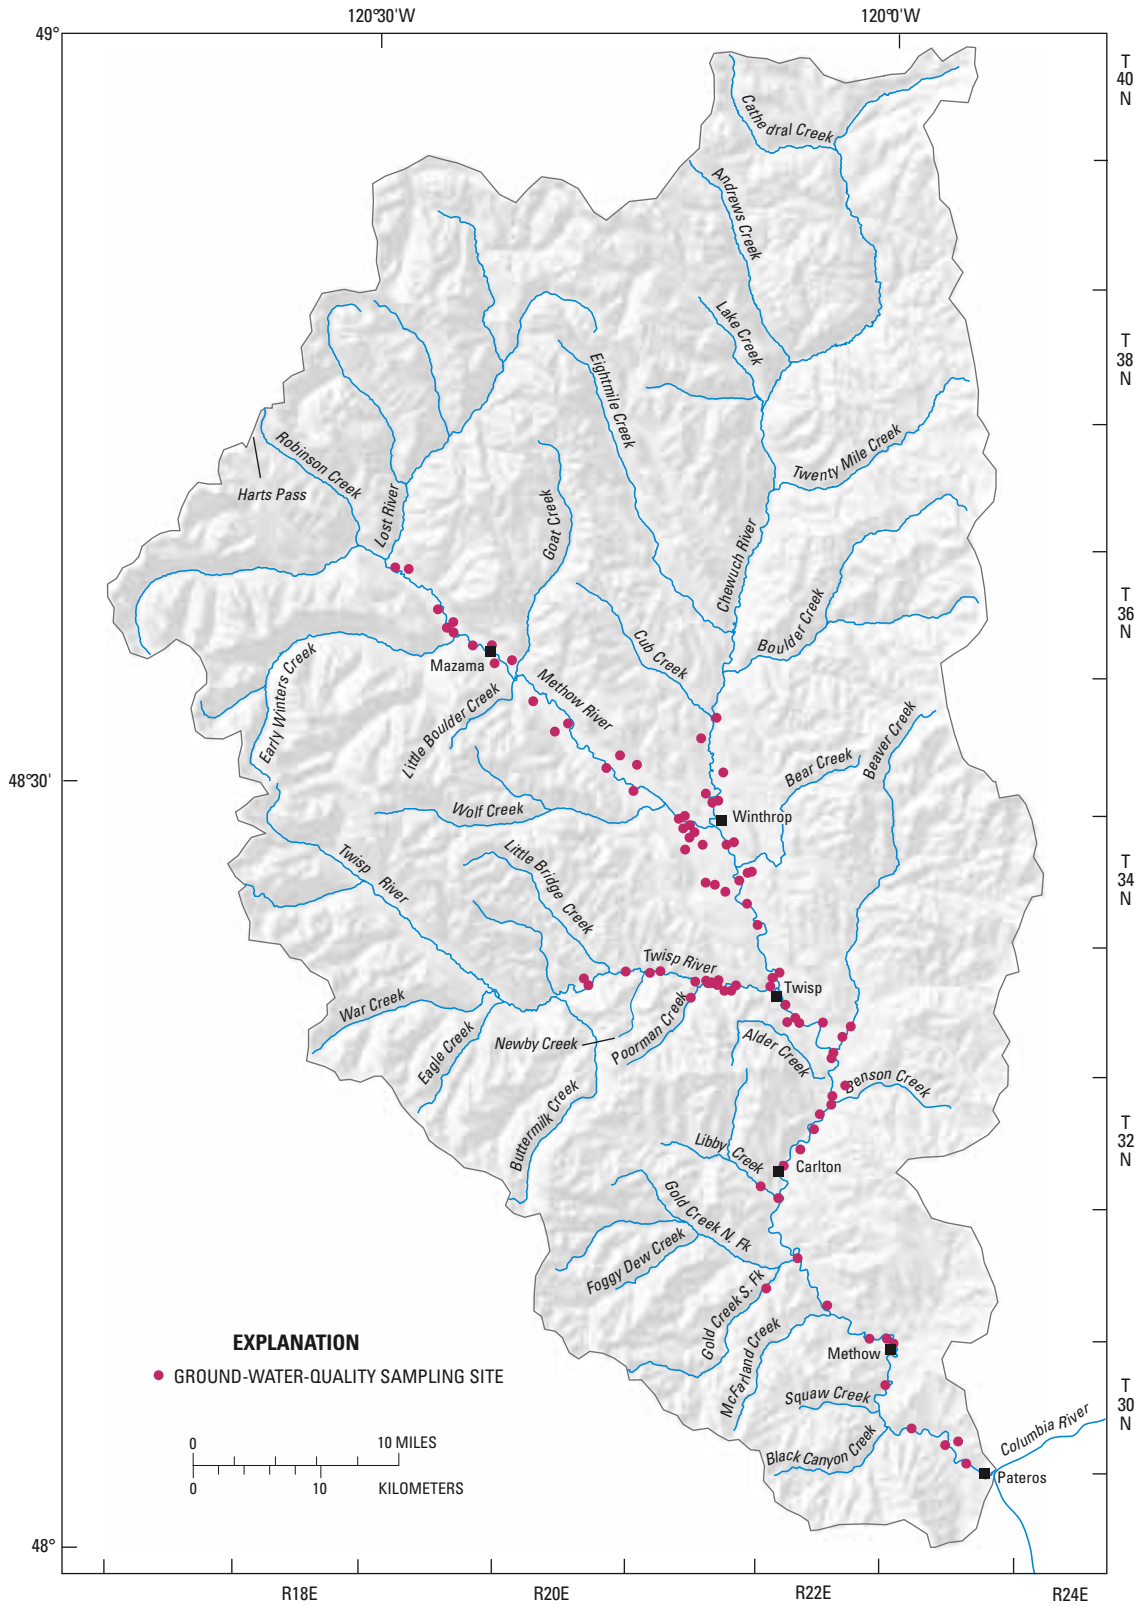 120°30'W
120°0'W
49°
T
40
N
Cathedral Creek
Andrews Creek
Lake Creek
T
38
N
Eightmile Creek
Robinson Creek
Harts Pass
Lost River
Goat Creek
Twenty Mile Creek
Chewuch River
T
36
N
Boulder Creek
Cub Creek
Mazama
Early Winters Creek
Methow River
Little Boulder Creek
Beaver Creek
Bear Creek
48°30'
Wolf Creek
Winthrop
Twisp River
Little Bridge Creek
T
34
N
Twisp River
Twisp
War Creek
Eagle Creek
Newby Creek
Poorman Creek
Alder Creek
Benson Creek
Buttermilk Creek
T
32
N
Libby Creek
Carlton
Gold Creek N. Fk
Foggy Dew Creek
Gold Creek S. Fk
McFarland Creek
Methow
Squaw Creek
T
30
N
Black Canyon Creek
Columbia River
Pateros
EXPLANATION
GROUND-WATER-QUALITY SAMPLING SITE
0 10 MILES
0 10 KILOMETERS
48°
R18E R20E R22E R24E